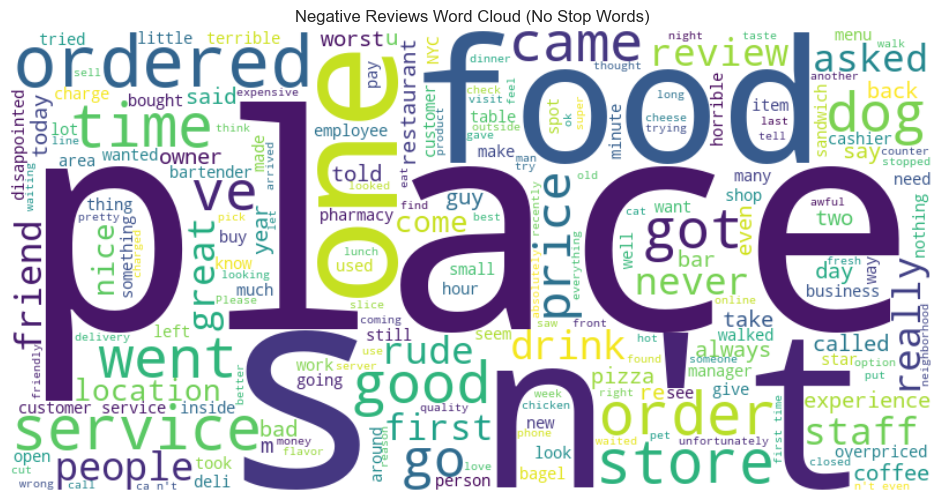 Negative Reviews Word Cloud (No Stop Words)
tried little terrible worst u NYC came night taste menu walk
ordered sell pay restaurant dinner thought review asked
charge expensive check visit feel long another back
disappointed today time bought said one customer product food spot ok super minute cheese trying horrible item last tell sandwich dog
lot line think employee table gave outside cashier counter
waiting area wanted owner made arrived told eat make man try say stopped
bartender ve guy old many need
place thing pretty pharmacy find best price shop awful two nothing
friend something charged nice great pick buy year let looked come recently cat want got even
know looking used small well bar fresh day way
much Please lunch hour absolutely everything never online business
slice saw front take neighborhood
delivery left coming still seem hot someone walked called really
friendly went better s work use rude drink found n't always star option
location going server good pizza manager put
customer service inside quality right re see give experience
service bad money first week chicken new order unfortunately first time staff
open m flavor around reason phone waited pet store closed overpriced
cut people took go love look coffee
wrong call ca n't deli person bagel n't even